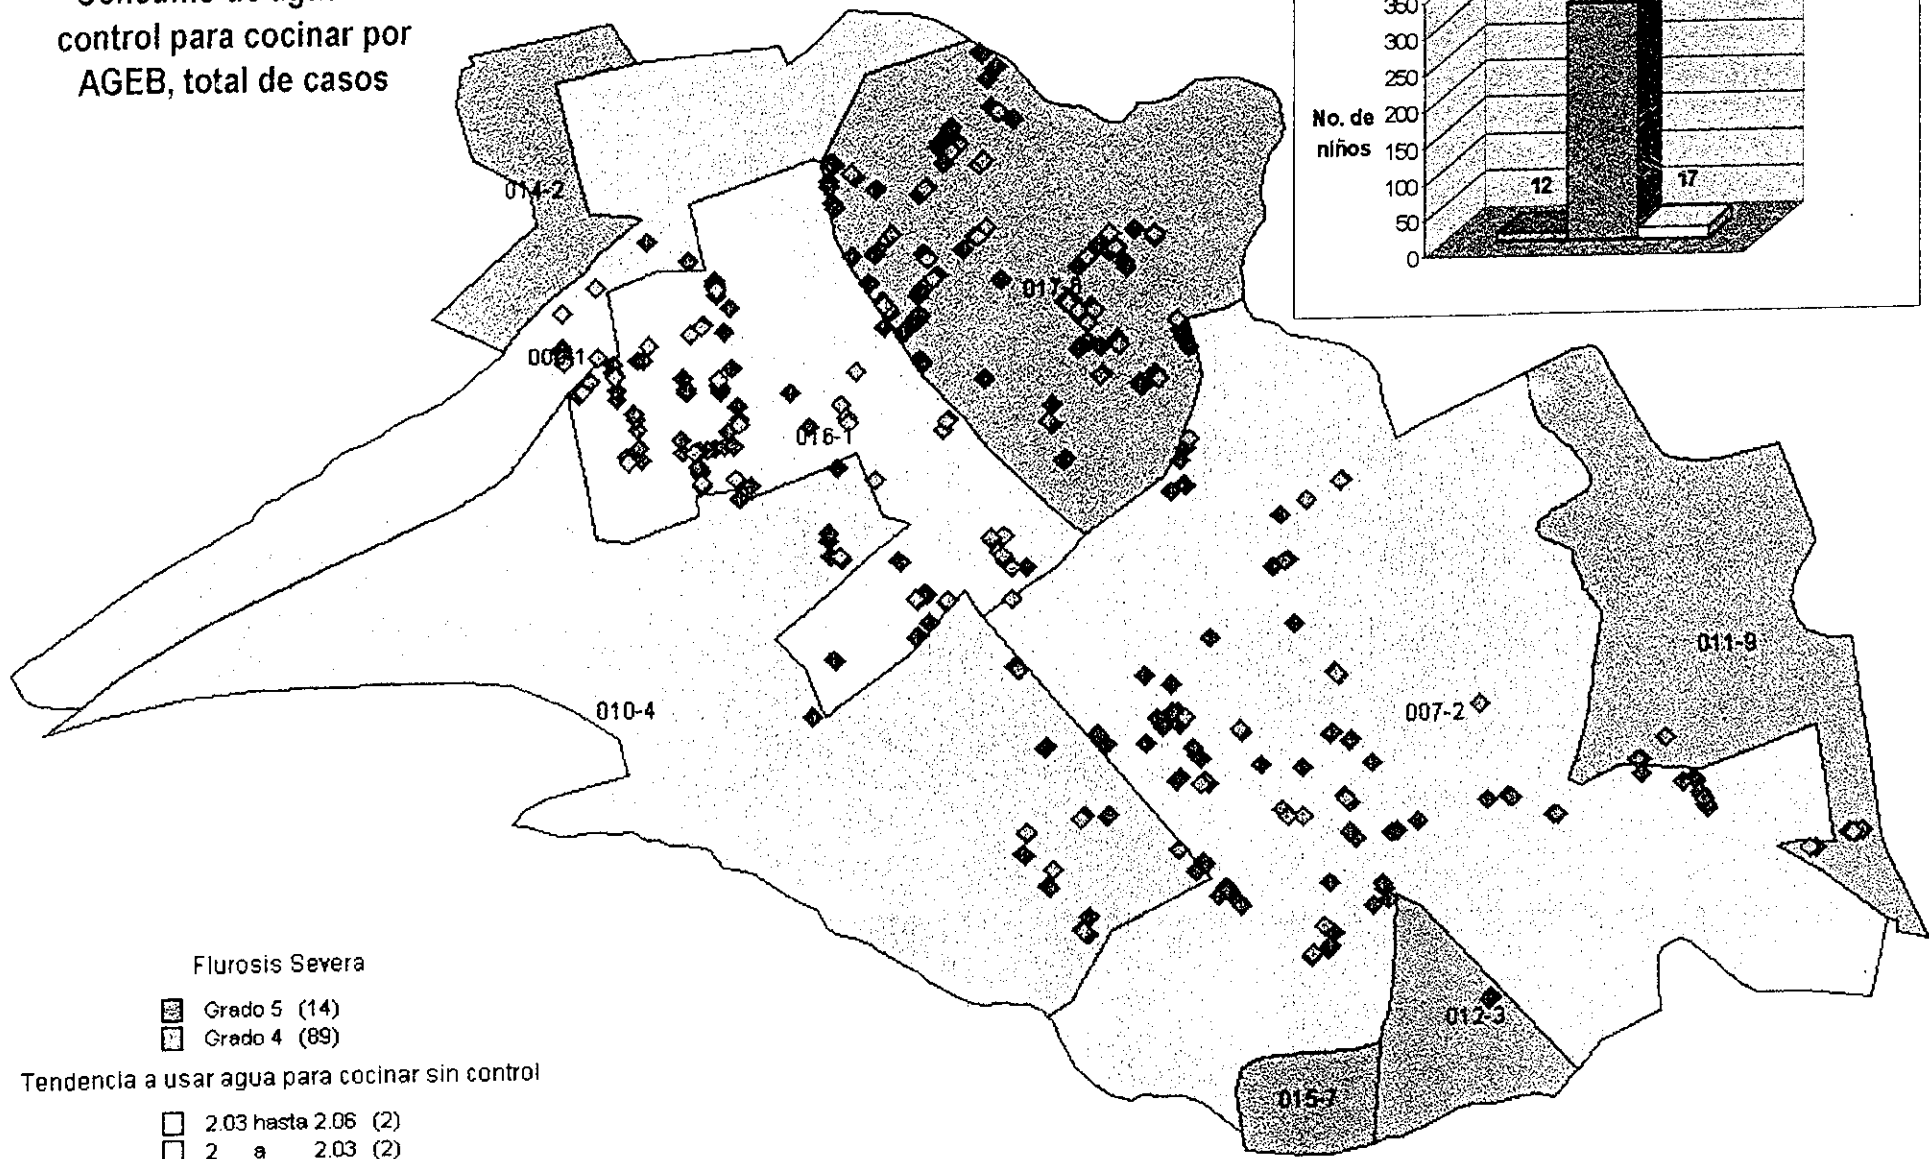 control para cocinar por
AGEB, total de casos
350
300
250
No. de 200
niños 150
100
50
0
12
17
014-2
017-8
016-1
011-9
010-4
007-2
012-3
015-7
Flurosis Severa
Grado 5 (14)
Grado 4 (89)
Tendencia a usar agua para cocinar sin control
2.03 hasta 2.06 (2)
2 a 2.03 (2)